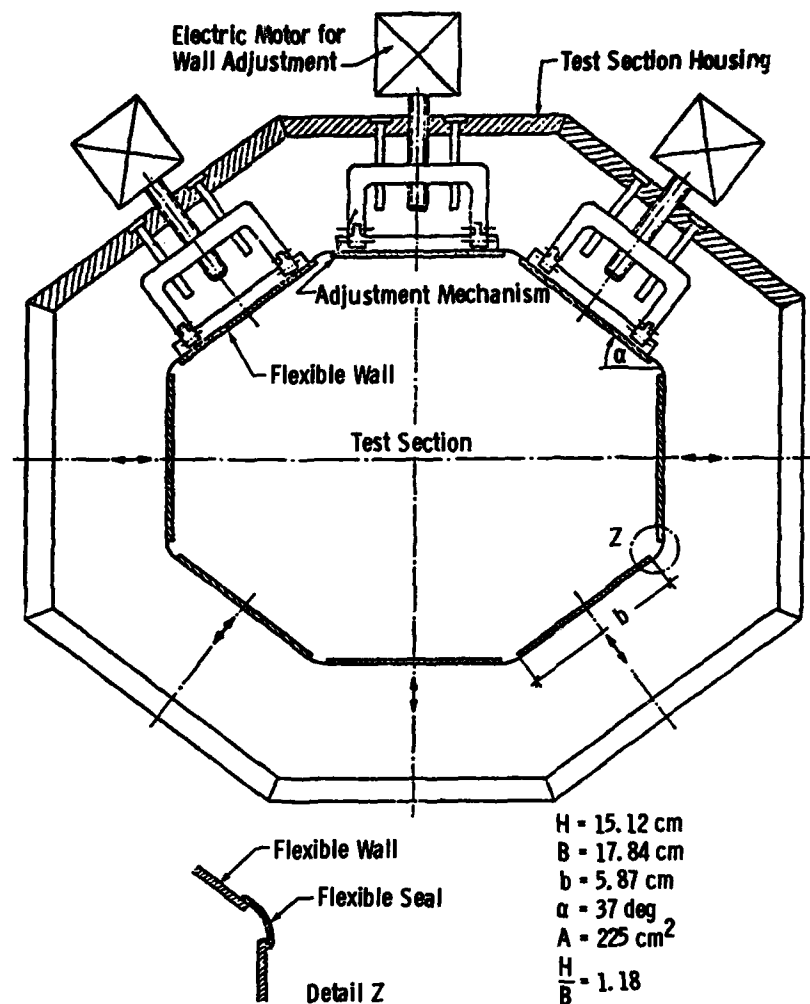 Electric Motor for
Wall Adjustment
Test Section Housing
Adjustment Mechanism
α
Flexible Wall
Test Section
Z
b
Flexible Wall
Flexible Seal
Detail Z
H = 15.12 cm
B = 17.84 cm
b = 5.87 cm
α = 37 deg
A = 225 cm²
H/B = 1.18